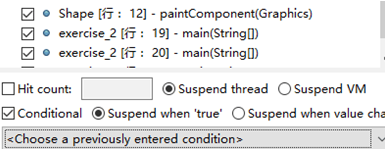 Shape [行： 12] - paintComponent(Graphics)
exercise_2 [行： 19] - main(String[])
exercise_2 [行： 20] - main(String[])
Hit count: Suspend thread Suspend VM
Conditional Suspend when 'true' Suspend when value cha
<Choose a previously entered condition>